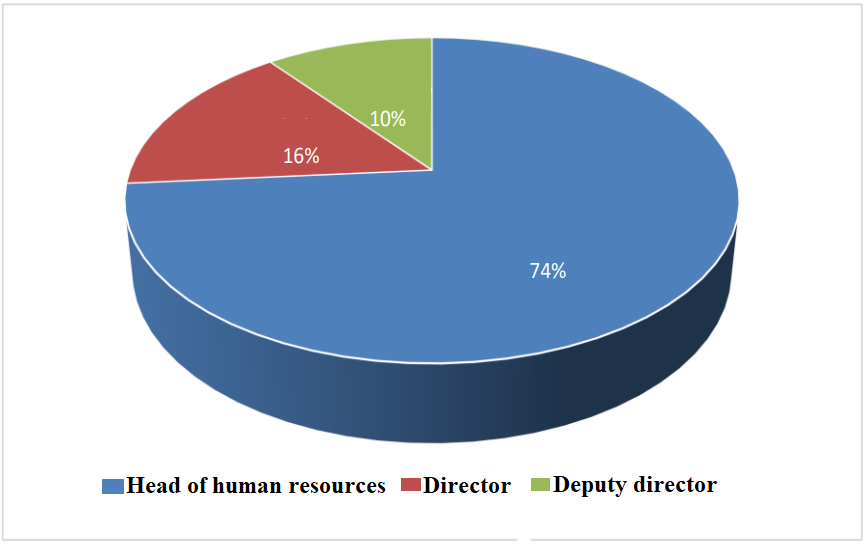 10%
16%
74%
Head of human resources Director Deputy director